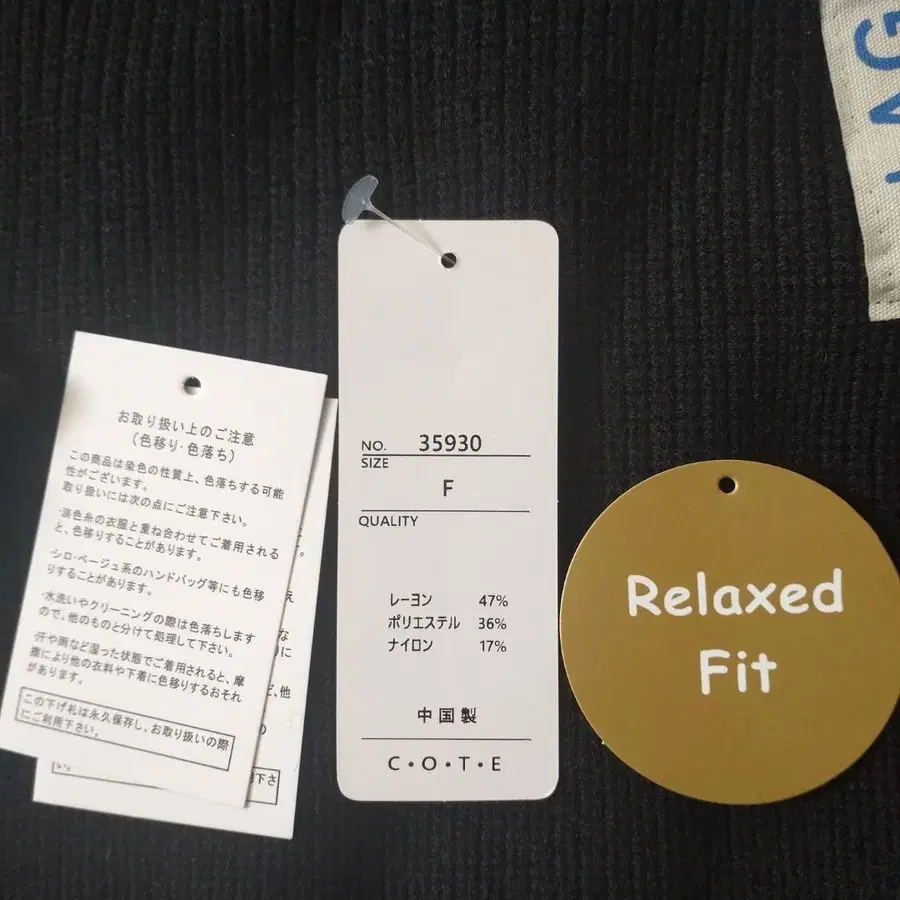 お取り扱い上のご注意
(色移り·色落ち)
この商品は染色の性質上、色落ちする可能
性がございます。
取り扱いには次の点にご注意下さい。
·淡色糸の衣服と重ね合わせてご着用される
と、色移りすることがあります。
·シロ·ベージュ系のハンドバッグ等にも色移
りすることがあります。
·水洗いやクリーニングの際は色落ちします
ので、他のものと分けて処理して下さい。
·汗や雨など湿った状態でご着用されると、摩
擦により他の衣料や下着に色移りするおそれ
があります。
この下げ札は永久保存し、お取り扱いの際
にご利用下さい。
NO. 35930
SIZE
F
QUALITY
レーヨン 47%
ポリエステル 36%
ナイロン 17%
中国製
C·O·T·E
Relaxed
Fit